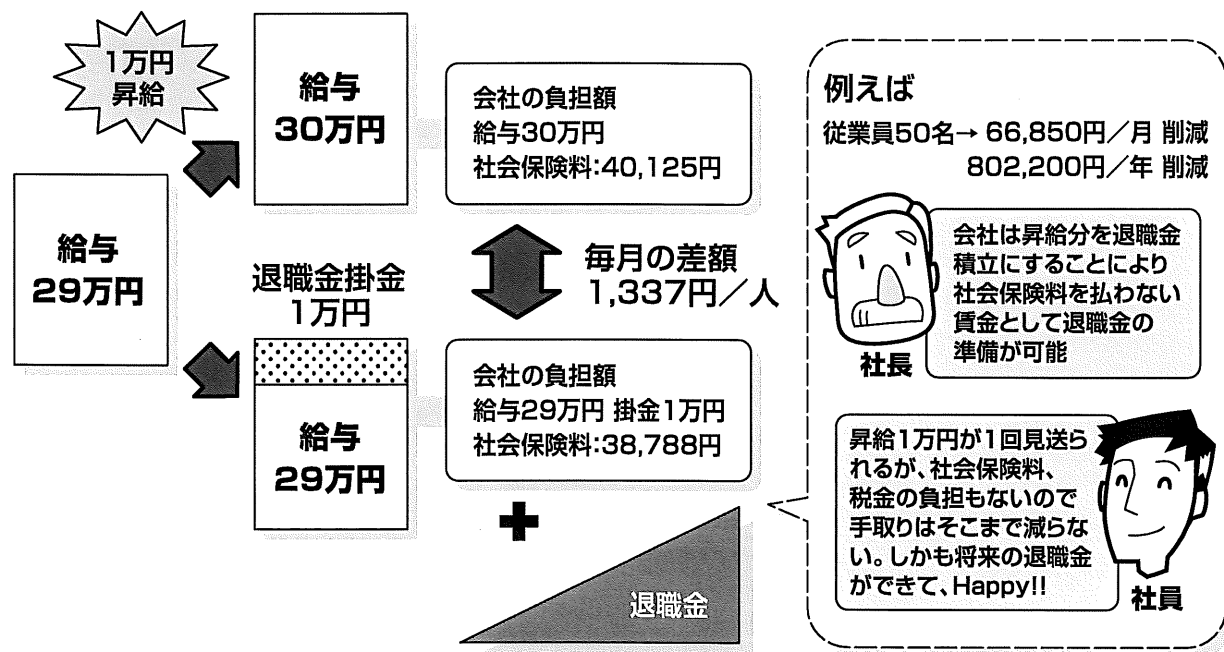 1万円
昇給
給与
30万円
会社の負担額
給与30万円
社会保険料:40,125円
給与
29万円
退職金掛金
1万円
毎月の差額
1,337円/人
給与
29万円
会社の負担額
給与29万円 掛金1万円
社会保険料:38,788円
退職金
例えば
従業員50名→ 66,850円/月 削減
802,200円/年 削減
会社は昇給分を退職金
積立にすることにより
社会保険料を払わない
賃金として退職金の
準備が可能
社長
昇給1万円が1回見送ら
れるが、社会保険料、
税金の負担もないので
手取りはそこまで減らな
い。しかも将来の退職金
ができて、Happy!!
社員